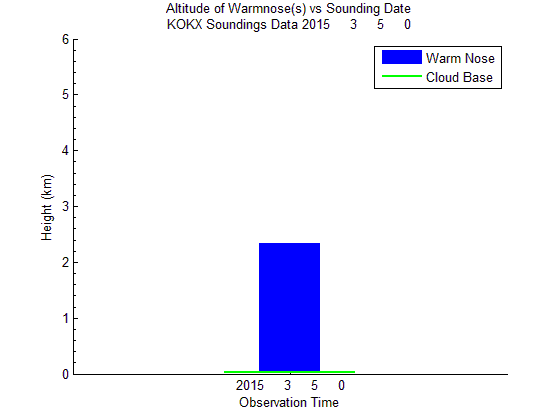 Altitude of Warmnose(s) vs Sounding Date
KOKX Soundings Data 2015 3 5 0
Warm Nose
Cloud Base
Height (km)
6
5
4
3
2
1
0
2015 3 5 0
Observation Time